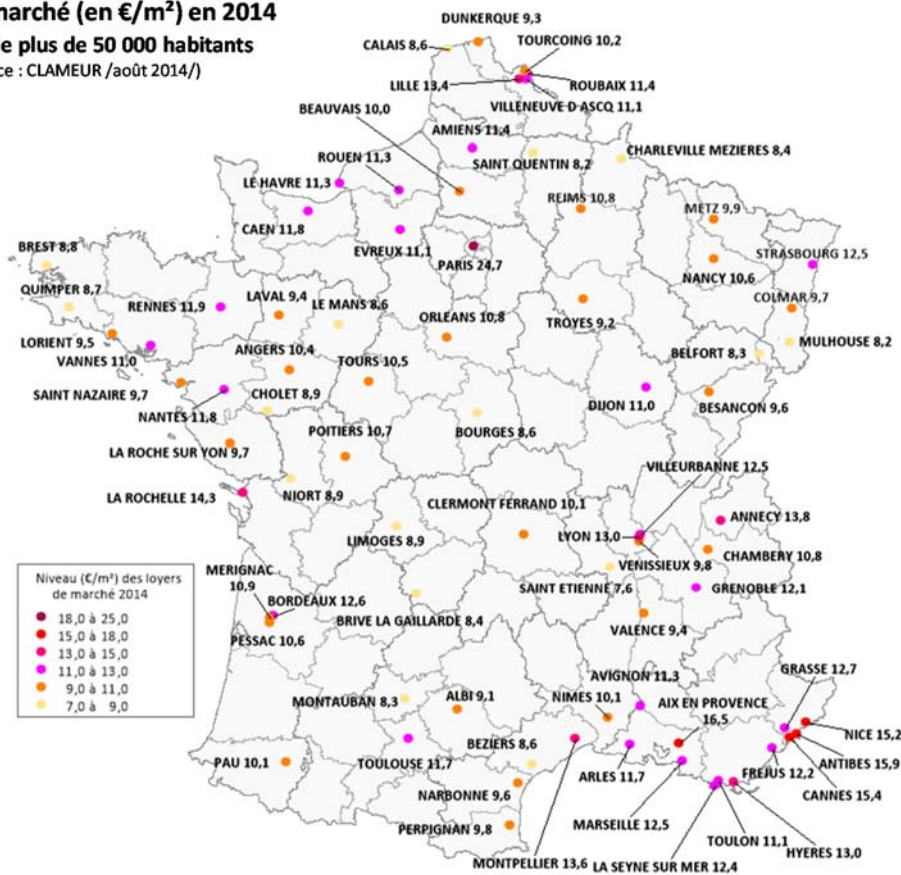 marché (en €/m²) en 2014
le plus de 50 000 habitants
ce : CLAMEUR /août 2014/)
DUNKERQUE 9,3
CALAIS 8,6
TOURCOING 10,2
LILLE 13,4
ROUBAIX 11,4
VILLENEUVE D ASCQ 11,1
BEAUVAIS 10,0
AMIENS 11,4
SAINT QUENTIN 8,2
CHARLEVILLE MEZIERES 8,4
ROUEN 11,3
LE HAVRE 11,3
REIMS 10,8
METZ 9,9
CAEN 11,8
EVREUX 11,1
PARIS 24,7
STRASBOURG 12,5
BREST 8,8
NANCY 10,6
QUIMPER 8,7
RENNES 11,9
LAVAL 9,4
LE MANS 8,6
ORLEANS 10,8
TROYES 9,2
COLMAR 9,7
LORIENT 9,5
VANNES 11,0
ANGERS 10,4
TOURS 10,5
BELFORT 8,3
MULHOUSE 8,2
SAINT NAZAIRE 9,7
CHOLET 8,9
NANTES 11,8
DIJON 11,0
BESANCON 9,6
POITIERS 10,7
BOURGES 8,6
LA ROCHE SUR YON 9,7
VILLEURBANNE 12,5
LA ROCHELLE 14,3
NIORT 8,9
CLERMONT FERRAND 10,1
ANNECY 13,8
LIMOGES 8,9
LYON 13,0
CHAMBERY 10,8
VENISSIEUX 9,8
Niveau (€/m²) des loyers
de marché 2014
18,0 à 25,0
15,0 à 18,0
13,0 à 15,0
11,0 à 13,0
9,0 à 11,0
7,0 à 9,0
MERIGNAC
10,9
BORDEAUX 12,6
SAINT ETIENNE 7,6
GRENOBLE 12,1
BRIVE LA GAILLARDE 8,4
PESSAC 10,6
VALENCE 9,4
AVIGNON 11,3
GRASSE 12,7
MONTAUBAN 8,3
ALBI 9,1
NIMES 10,1
AIX EN PROVENCE
16,5
NICE 15,2
PAU 10,1
TOULOUSE 11,7
BEZIERS 8,6
ARLES 11,7
FREJUS 12,2
ANTIBES 15,9
NARBONNE 9,6
CANNES 15,4
MARSEILLE 12,5
PERPIGNAN 9,8
TOULON 11,1
MONTPELLIER 13,6
LA SEYNE SUR MER 12,4
HYERES 13,0